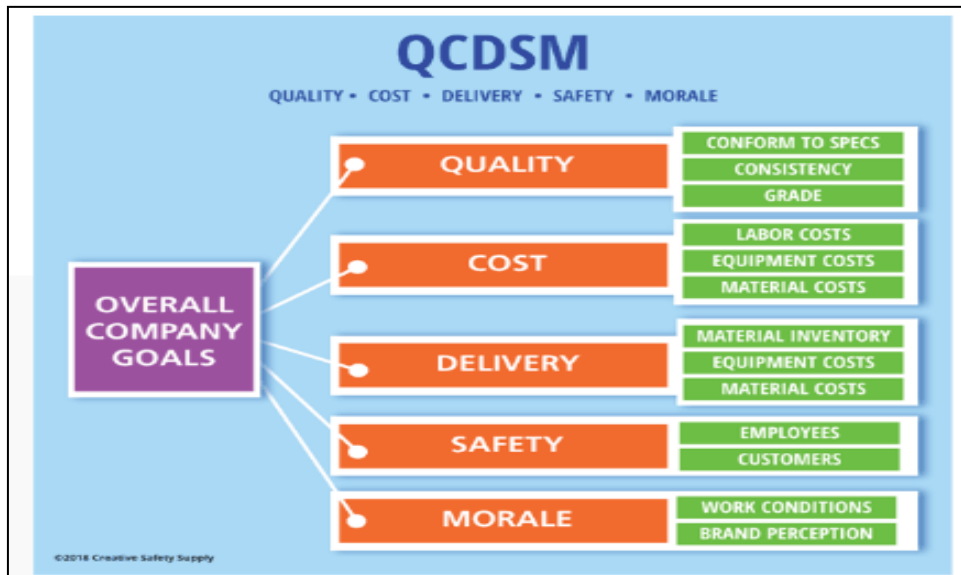 QCDSM
QUALITY • COST • DELIVERY • SAFETY • MORALE
OVERALL
COMPANY
GOALS
QUALITY
CONFORM TO SPECS
CONSISTENCY
GRADE
COST
LABOR COSTS
EQUIPMENT COSTS
MATERIAL COSTS
DELIVERY
MATERIAL INVENTORY
EQUIPMENT COSTS
MATERIAL COSTS
SAFETY
EMPLOYEES
CUSTOMERS
MORALE
WORK CONDITIONS
BRAND PERCEPTION
©2018 Creative Safety Supply